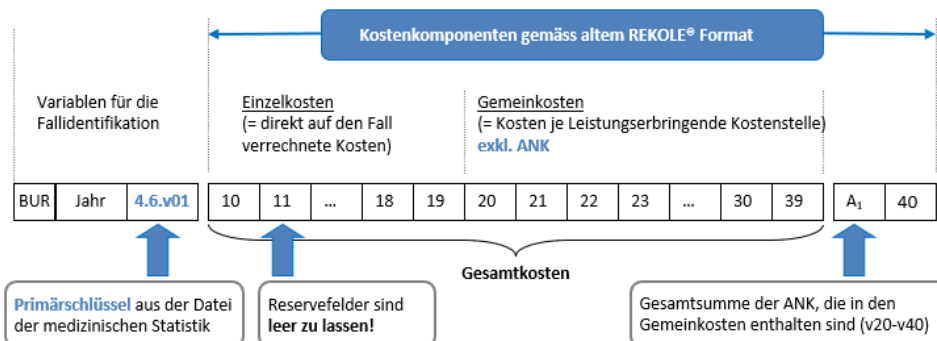 Kostenkomponenten gemäss altem REKOLE® Format
Variablen für die
Fallidentifikation
Einzelkosten
(= direkt auf den Fall
verrechnete Kosten)
Gemeinkosten
(= Kosten je Leistungserbringende Kostenstelle)
exkl. ANK
BUR Jahr 4.6.v01 10 11 ... 18 19 20 21 22 23 ... 30 39 A₁ 40
Gesamtkosten
Primärschlüssel aus der Datei
der medizinischen Statistik
Reservefelder sind
leer zu lassen!
Gesamtsumme der ANK, die in den
Gemeinkosten enthalten sind (v20-v40)